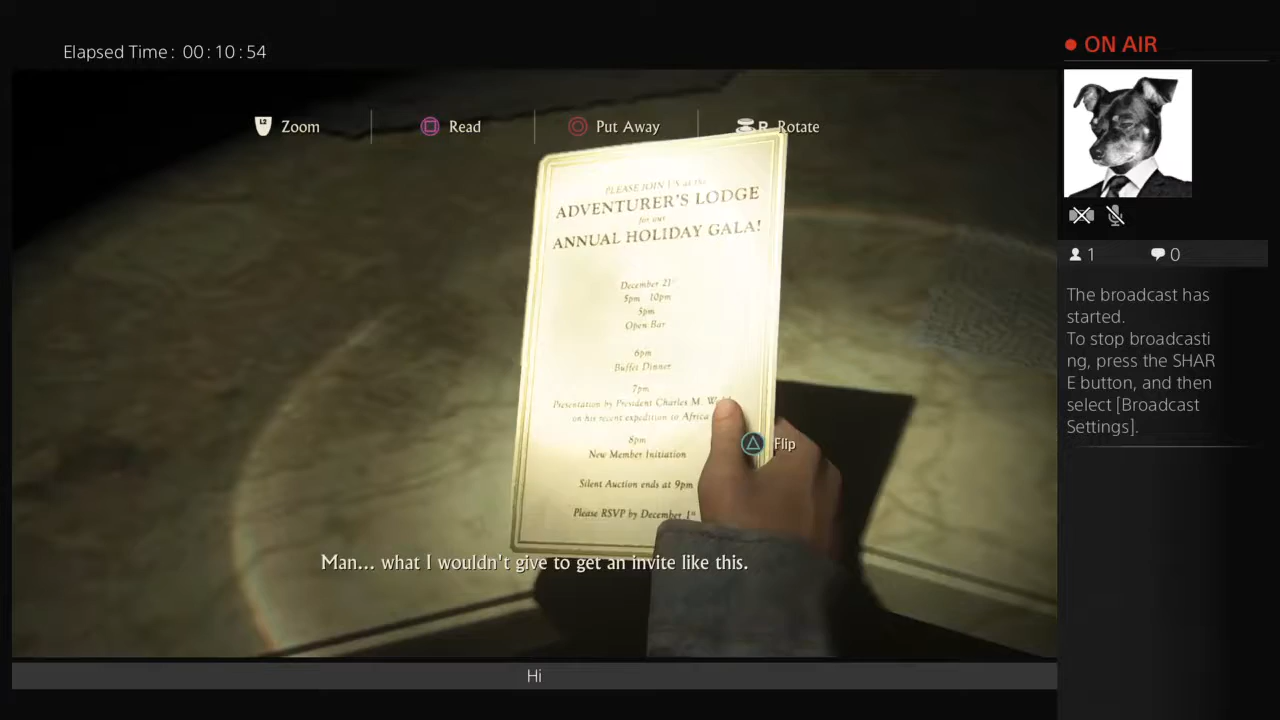 Elapsed Time: 00:10:54
ON AIR
L2 Zoom
Read
Put Away
R Rotate
PLEASE JOIN US at the
ADVENTURER'S LODGE
for our
ANNUAL HOLIDAY GALA!
December 21st
5pm 10pm
5pm
Open Bar
6pm
Buffet Dinner
7pm
Presentation by President Charles M.
on his recent expedition to Africa
8pm
New Member Initiation
Silent Auction ends at 9pm
Please RSVP by December 1st
Flip
Man... what I wouldn't give to get an invite like this.
Hi
1
0
The broadcast has
started.
To stop broadcasti
ng, press the SHAR
E button, and then
select [Broadcast
Settings].